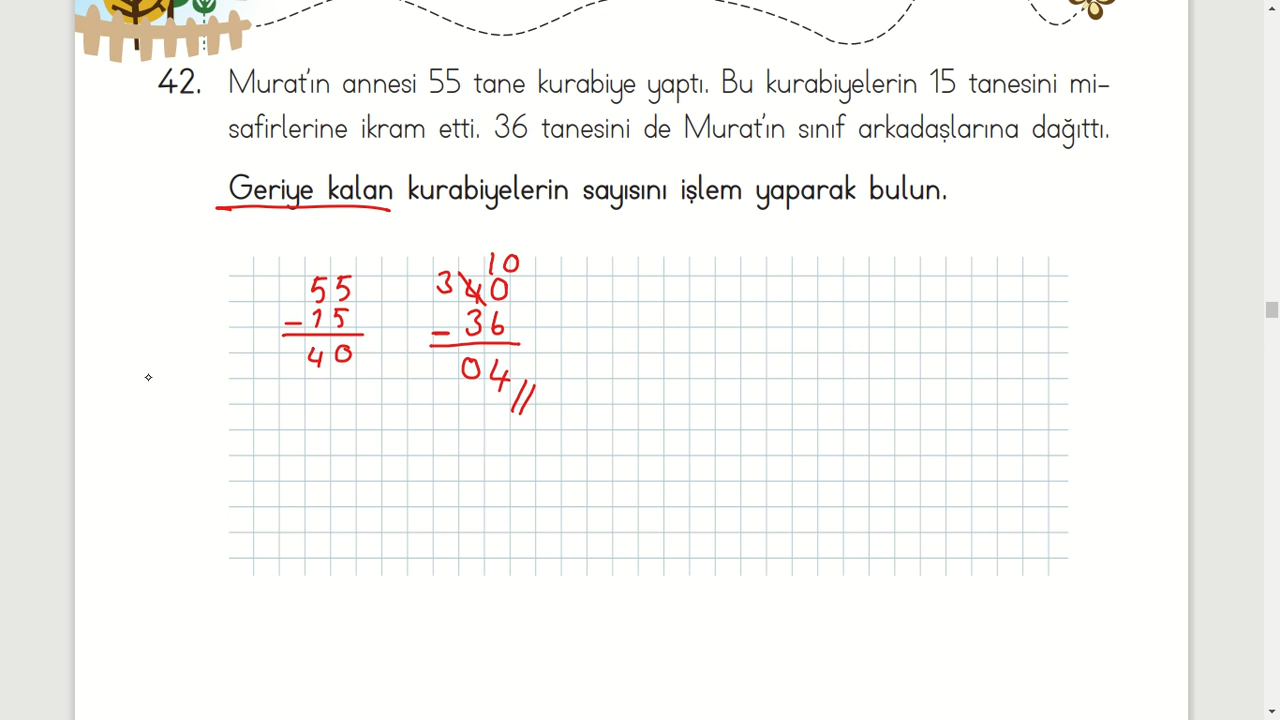 42. Murat'ın annesi 55 tane kurabiye yaptı. Bu kurabiyelerin 15 tanesini mi-
safirlerine ikram etti. 36 tanesini de Murat'ın sınıf arkadaşlarına dağıttı.
Geriye kalan kurabiyelerin sayısını işlem yaparak bulun.
55
- 15
40
10
3 40
- 36
04 //